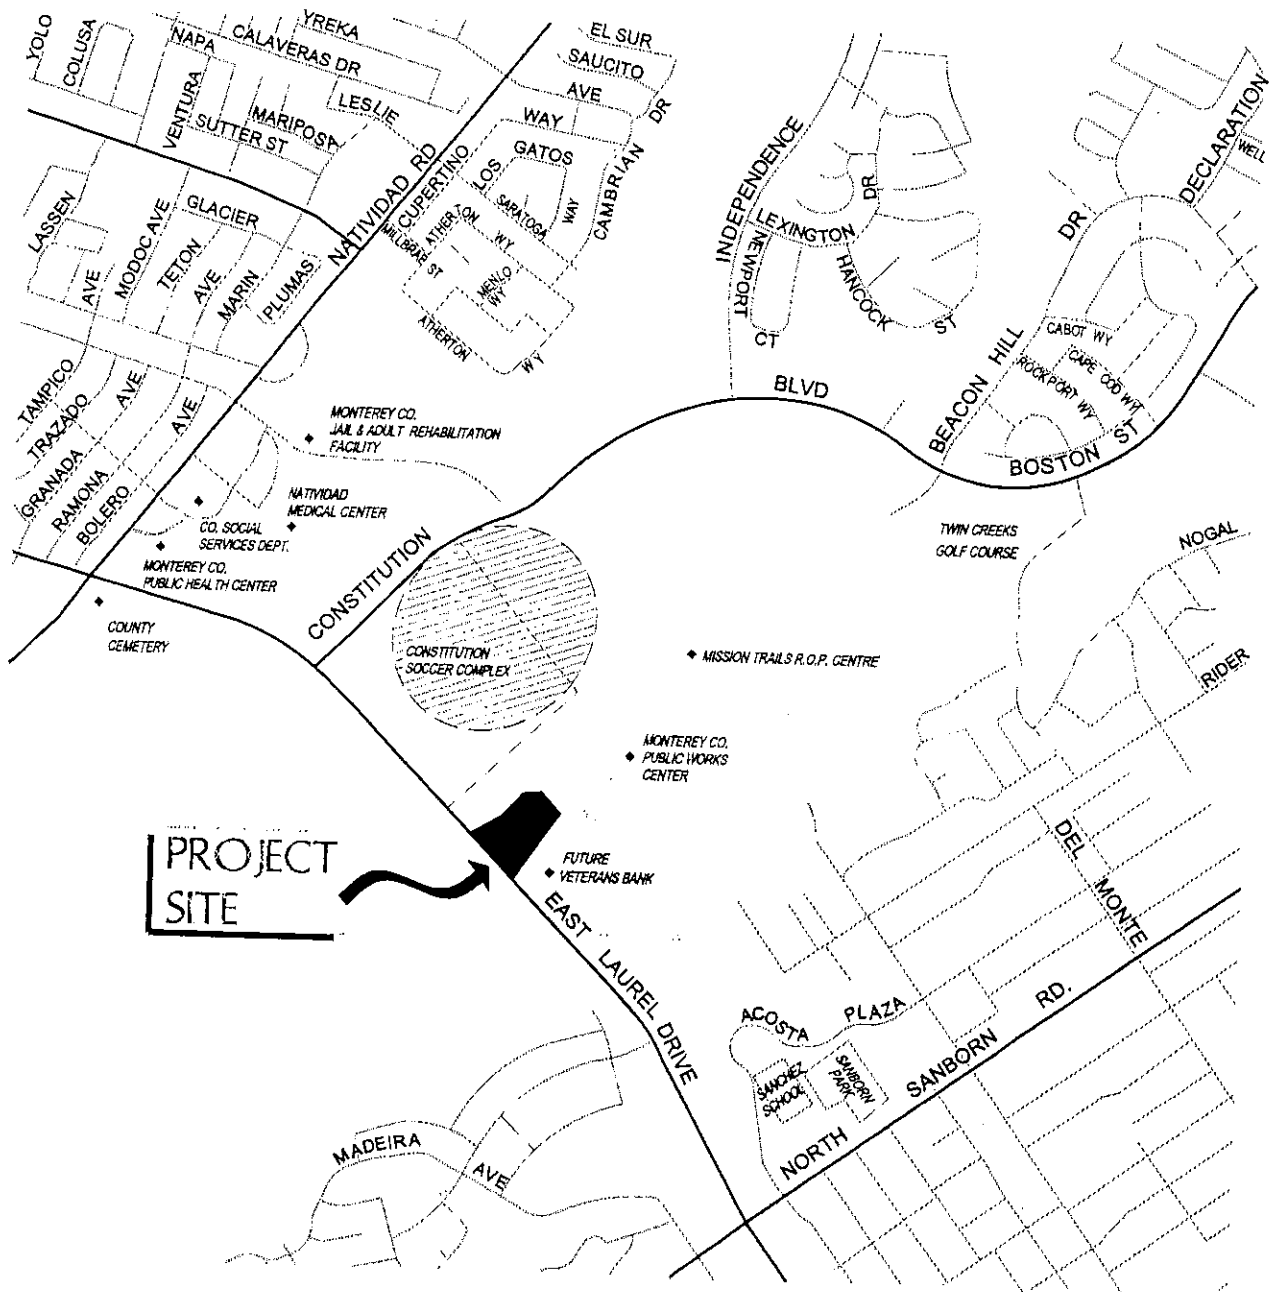 YOLO
COLUSA
NAPA
CALAVERAS DR
YREKA
VENTURA
SUTTER ST
MARIPOSA
LESLIE
EL SUR
SAUCITO
AVE
DR
WAY
GATOS
LOS
SARATOGA
WAY
CAMBRIAN
NATIVIDAD RD
CUPERTINO
ATHERTON
WY
MILLBRAE ST
MENLO
WY
ATHERTON
WY
LASSEN
AVE
MODOC AVE
GLACIER
TETON
AVE
MARIN
PLUMAS
TAMPICO
TRAZADO
AVE
GRANADA
RAMONA
BOLERO
AVE
INDEPENDENCE
DR
LEXINGTON
NEWPORT
CT
HANCOCK
ST
DECLARATION
WELL
DR
BEACON HILL
CABOT WY
CAPE COD WY
ROCKPORT WY
BOSTON ST
BLVD
CONSTITUTION
MONTEREY CO.
JAIL & ADULT REHABILITATION
FACILITY
NATIVIDAD
MEDICAL CENTER
CO. SOCIAL
SERVICES DEPT.
MONTEREY CO.
PUBLIC HEALTH CENTER
COUNTY
CEMETERY
CONSTITUTION
SOCCER COMPLEX
TWIN CREEKS
GOLF COURSE
NOGAL
RIDER
MISSION TRAILS R.O.P. CENTRE
MONTEREY CO.
PUBLIC WORKS
CENTER
PROJECT
SITE
FUTURE
VETERANS BANK
EAST LAUREL DRIVE
DEL MONTE
ACOSTA PLAZA
SANCHEZ
SCHOOL
SANBORN
PARK
NORTH SANBORN RD.
MADEIRA
AVE